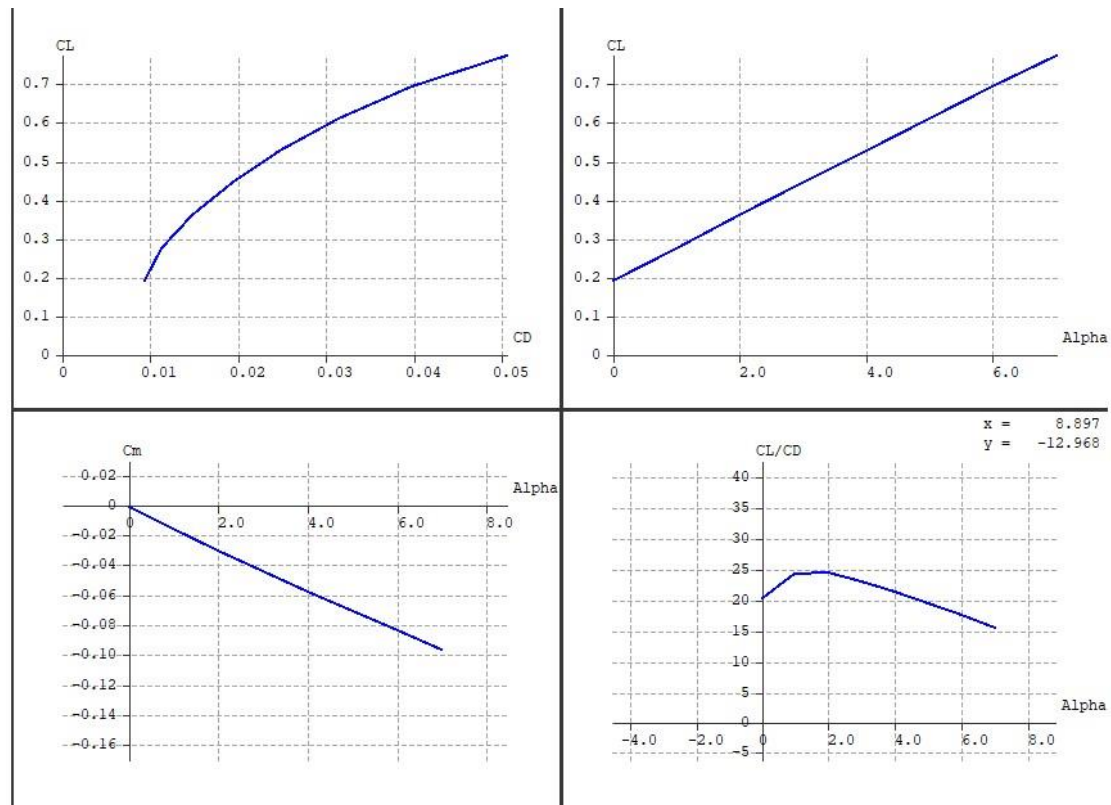 CL
0.7
0.6
0.5
0.4
0.3
0.2
0.1
0
CD
0 0.01 0.02 0.03 0.04 0.05
CL
0.7
0.6
0.5
0.4
0.3
0.2
0.1
0
Alpha
0 2.0 4.0 6.0
Cm
0.02
0
Alpha
0 2.0 4.0 6.0 8.0
-0.02
-0.04
-0.06
-0.08
-0.10
-0.12
-0.14
-0.16
x = 8.897
y = -12.968
CL/CD
40
35
30
25
20
15
10
5
0
Alpha
-4.0 -2.0 0 2.0 4.0 6.0 8.0
-5